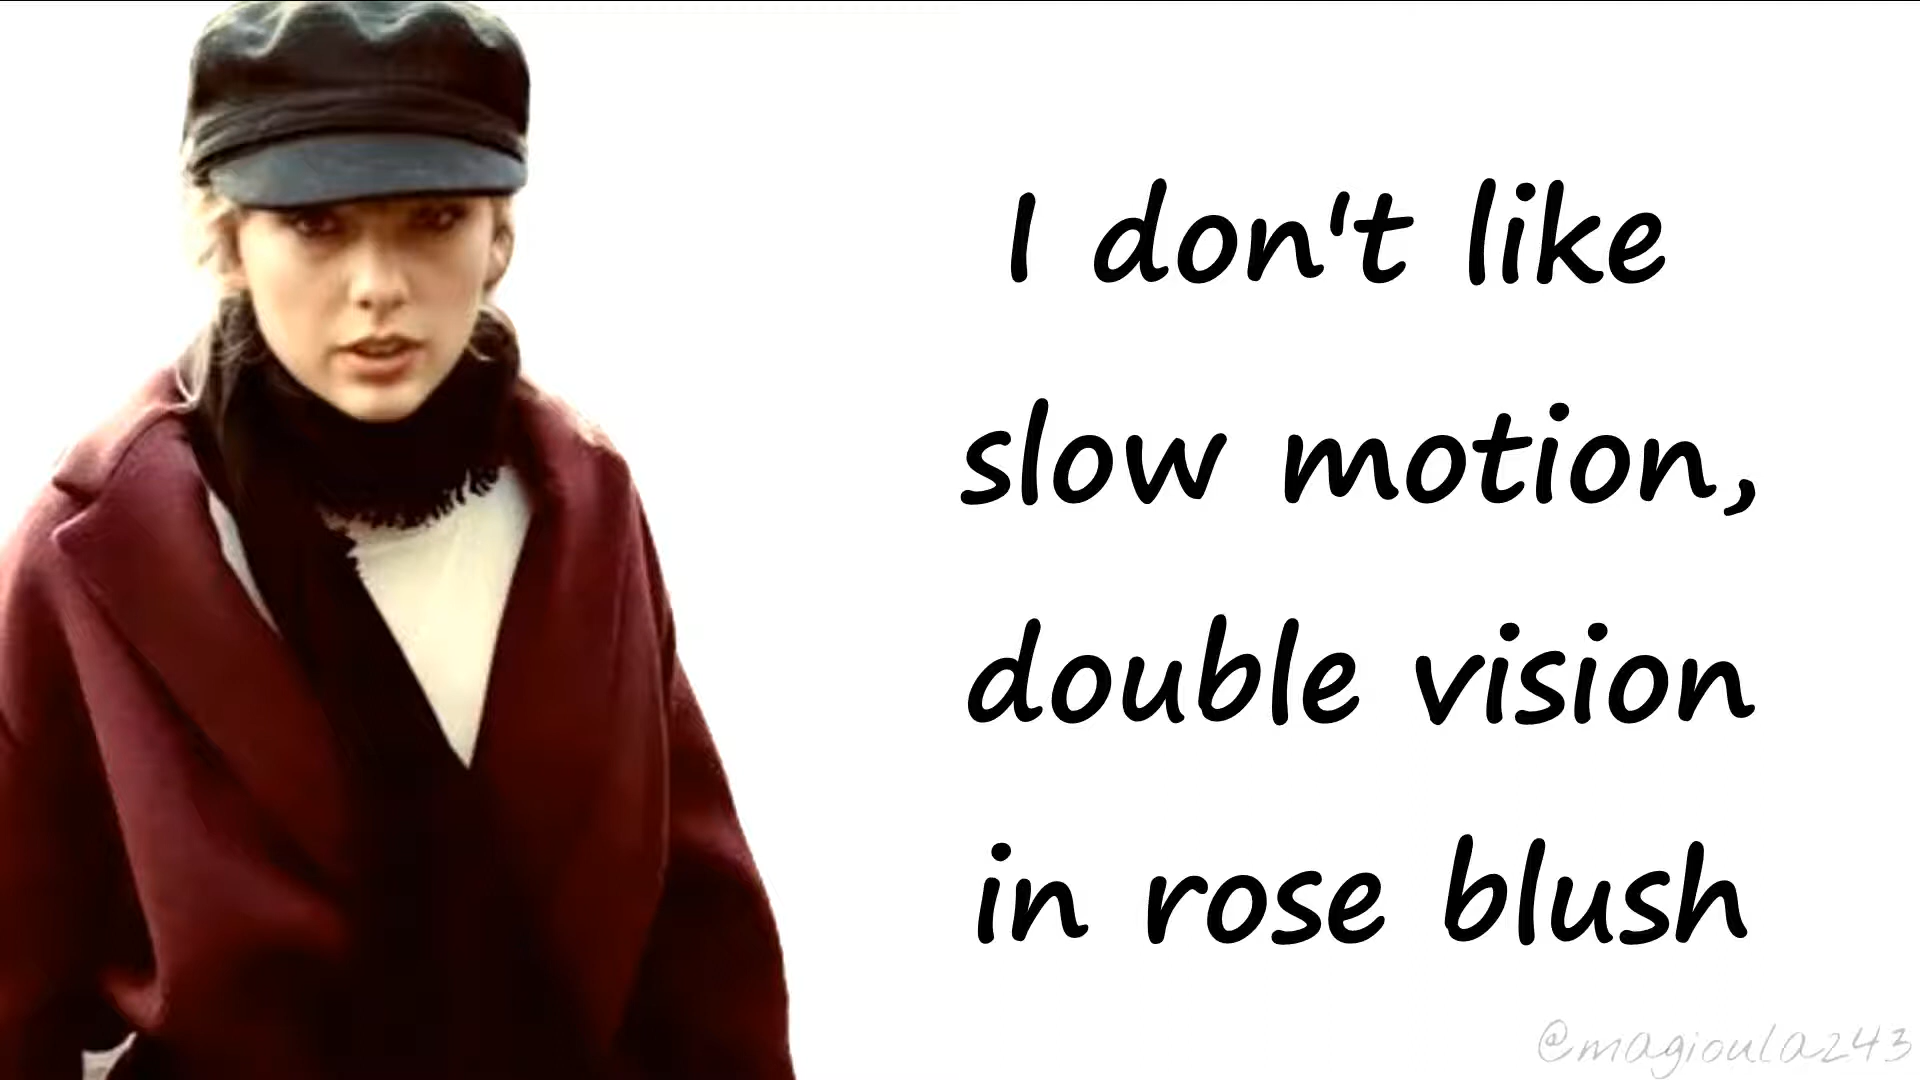 I don't like
slow motion,
double vision
in rose blush
@magioula243